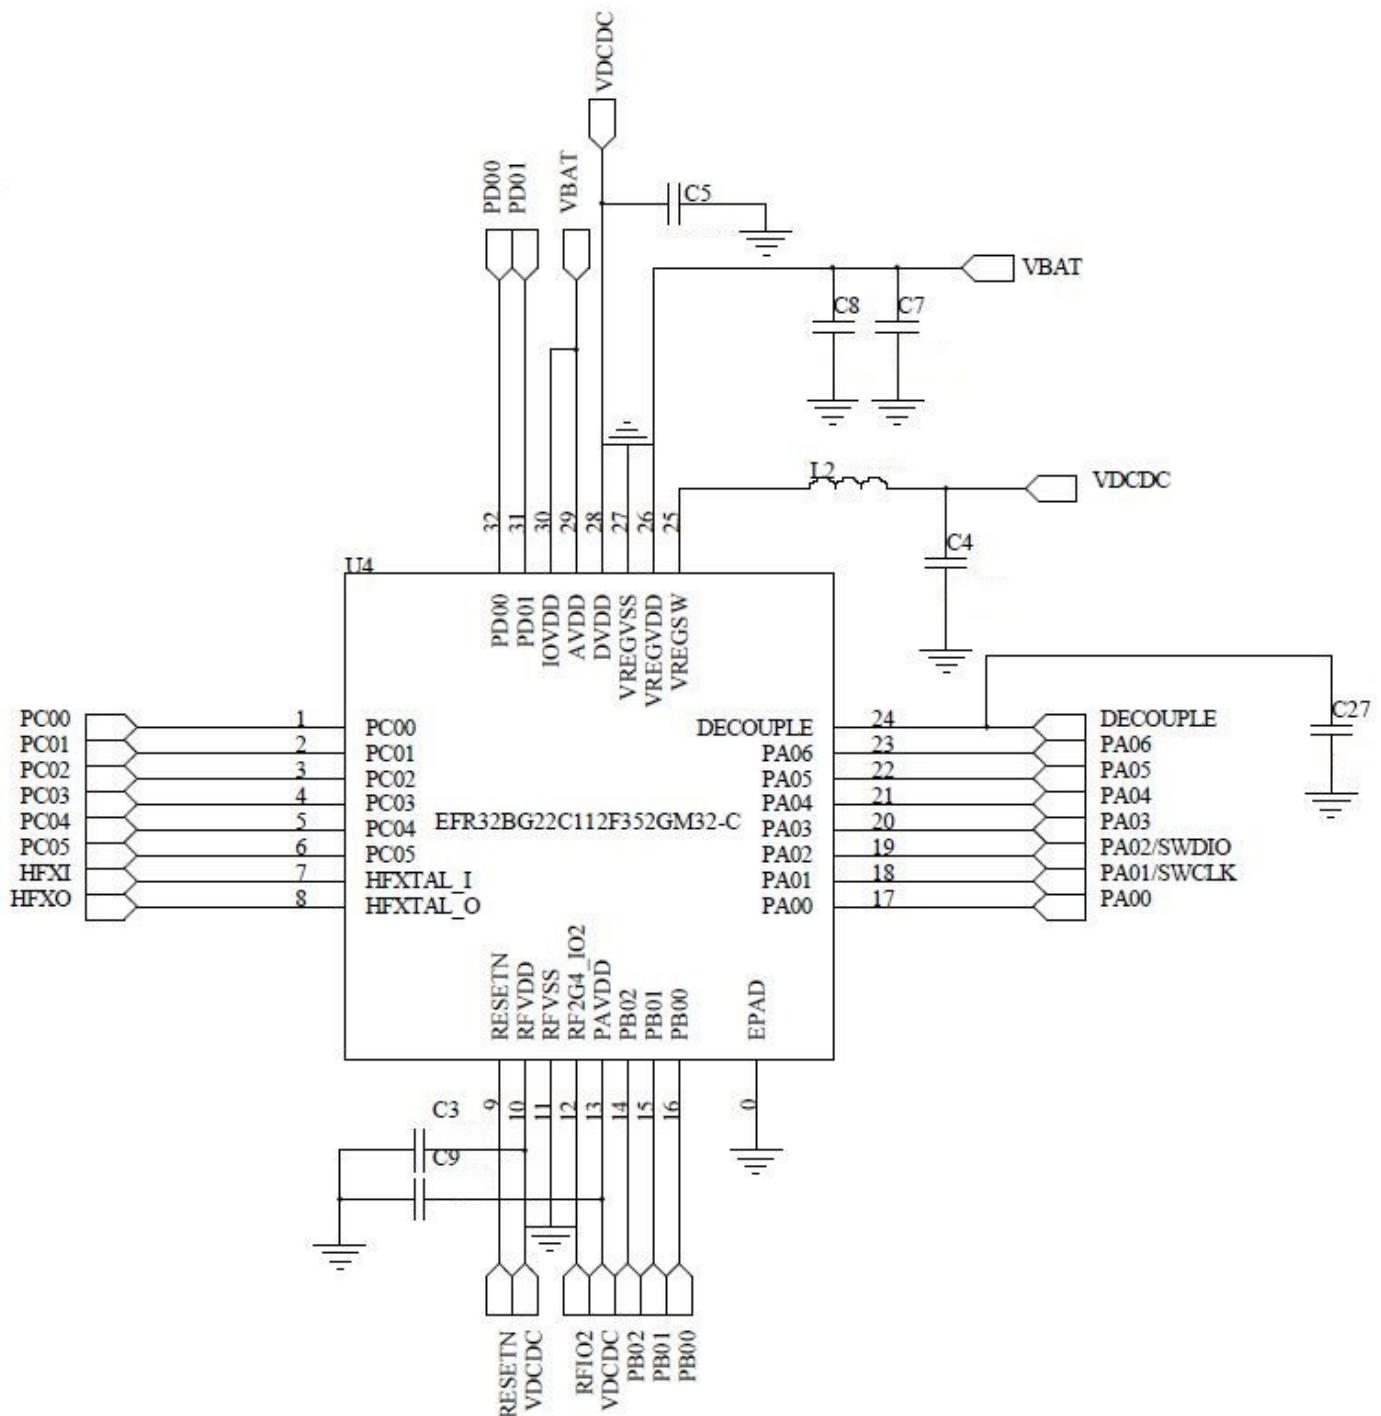 VDCDC
PD00
PD01
VBAT
C5
VBAT
C8
C7
L2
VDCDC
32
31
30
29
28
27
26
25
C4
U4
PD00
PD01
IOVDD
AVDD
DVDD
VREGVSS
VREGVDD
VREGSW
PC00 1 PC00 DECOUPLE 24 DECOUPLE
C27
PC01 2 PC01 PA06 23 PA06
PC02 3 PC02 PA05 22 PA05
PC03 4 PC03 PA04 21 PA04
PC04 5 PC04 EFR32BG22C112F352GM32-C PA03 20 PA03
PC05 6 PC05 PA02 19 PA02/SWDIO
HFXI 7 HFXTAL_I PA01 18 PA01/SWCLK
HFXO 8 HFXTAL_O PA00 17 PA00
RESETN
RFVDD
RFVSS
RF2G4_IO2
PAVDD
PB02
PB01
PB00
EPAD
C3
9
10
11
12
13
14
15
16
0
C9
RESETN
VDCDC
RFIO2
VDCDC
PB02
PB01
PB00